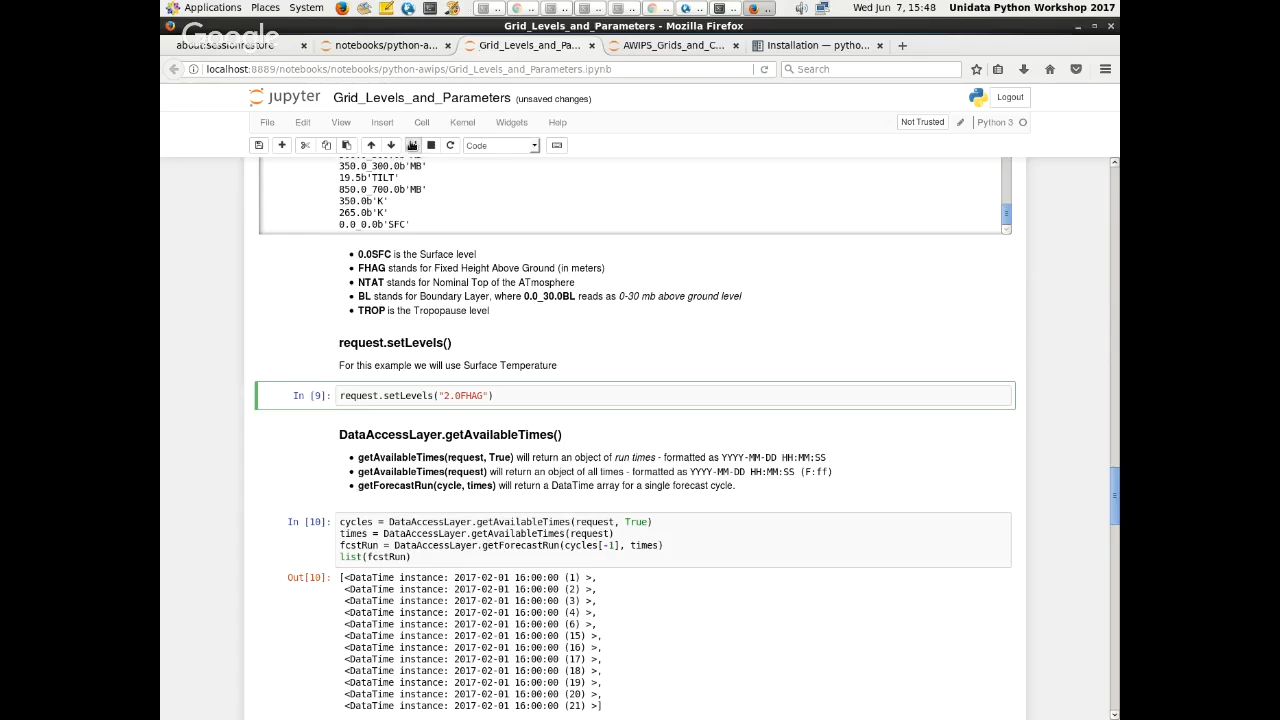 Applications Places System Wed Jun 7, 15:48 Unidata Python Workshop 2017
Grid_Levels_and_Parameters - Mozilla Firefox
Google
about:sessionrestore notebooks/python-a... Grid_Levels_and_Pa... AWIPS_Grids_and_C... Installation — pytho...
localhost:8889/notebooks/notebooks/python-awips/Grid_Levels_and_Parameters.ipynb Search
jupyter Grid_Levels_and_Parameters (unsaved changes) Logout
File Edit View Insert Cell Kernel Widgets Help Not Trusted Python 3
Code
350.0_300.0b'MB'
19.5b'TILT'
850.0_700.0b'MB'
350.0b'K'
265.0b'K'
0.0_0.0b'SFC'
• 0.0SFC is the Surface level
• FHAG stands for Fixed Height Above Ground (in meters)
• NTAT stands for Nominal Top of the ATmosphere
• BL stands for Boundary Layer, where 0.0_30.0BL reads as 0-30 mb above ground level
• TROP is the Tropopause level
request.setLevels()
For this example we will use Surface Temperature
In [9]: request.setLevels("2.0FHAG")
DataAccessLayer.getAvailableTimes()
• getAvailableTimes(request, True) will return an object of run times - formatted as YYYY-MM-DD HH:MM:SS
• getAvailableTimes(request) will return an object of all times - formatted as YYYY-MM-DD HH:MM:SS (F:ff)
• getForecastRun(cycle, times) will return a DataTime array for a single forecast cycle.
In [10]: cycles = DataAccessLayer.getAvailableTimes(request, True)
times = DataAccessLayer.getAvailableTimes(request)
fcstRun = DataAccessLayer.getForecastRun(cycles[-1], times)
list(fcstRun)
Out[10]: [<DataTime instance: 2017-02-01 16:00:00 (1) >,
<DataTime instance: 2017-02-01 16:00:00 (2) >,
<DataTime instance: 2017-02-01 16:00:00 (3) >,
<DataTime instance: 2017-02-01 16:00:00 (4) >,
<DataTime instance: 2017-02-01 16:00:00 (6) >,
<DataTime instance: 2017-02-01 16:00:00 (15) >,
<DataTime instance: 2017-02-01 16:00:00 (16) >,
<DataTime instance: 2017-02-01 16:00:00 (17) >,
<DataTime instance: 2017-02-01 16:00:00 (18) >,
<DataTime instance: 2017-02-01 16:00:00 (19) >,
<DataTime instance: 2017-02-01 16:00:00 (20) >,
<DataTime instance: 2017-02-01 16:00:00 (21) >]